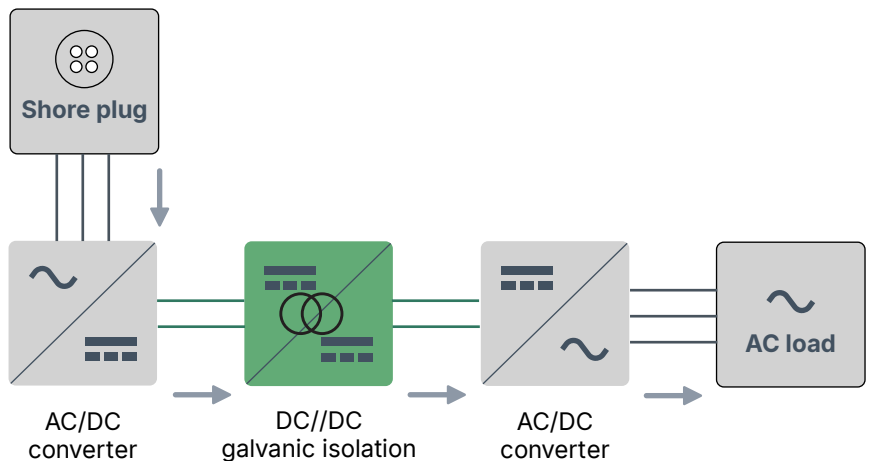 Shore plug
AC load
AC/DC
converter
DC//DC
galvanic isolation
AC/DC
converter